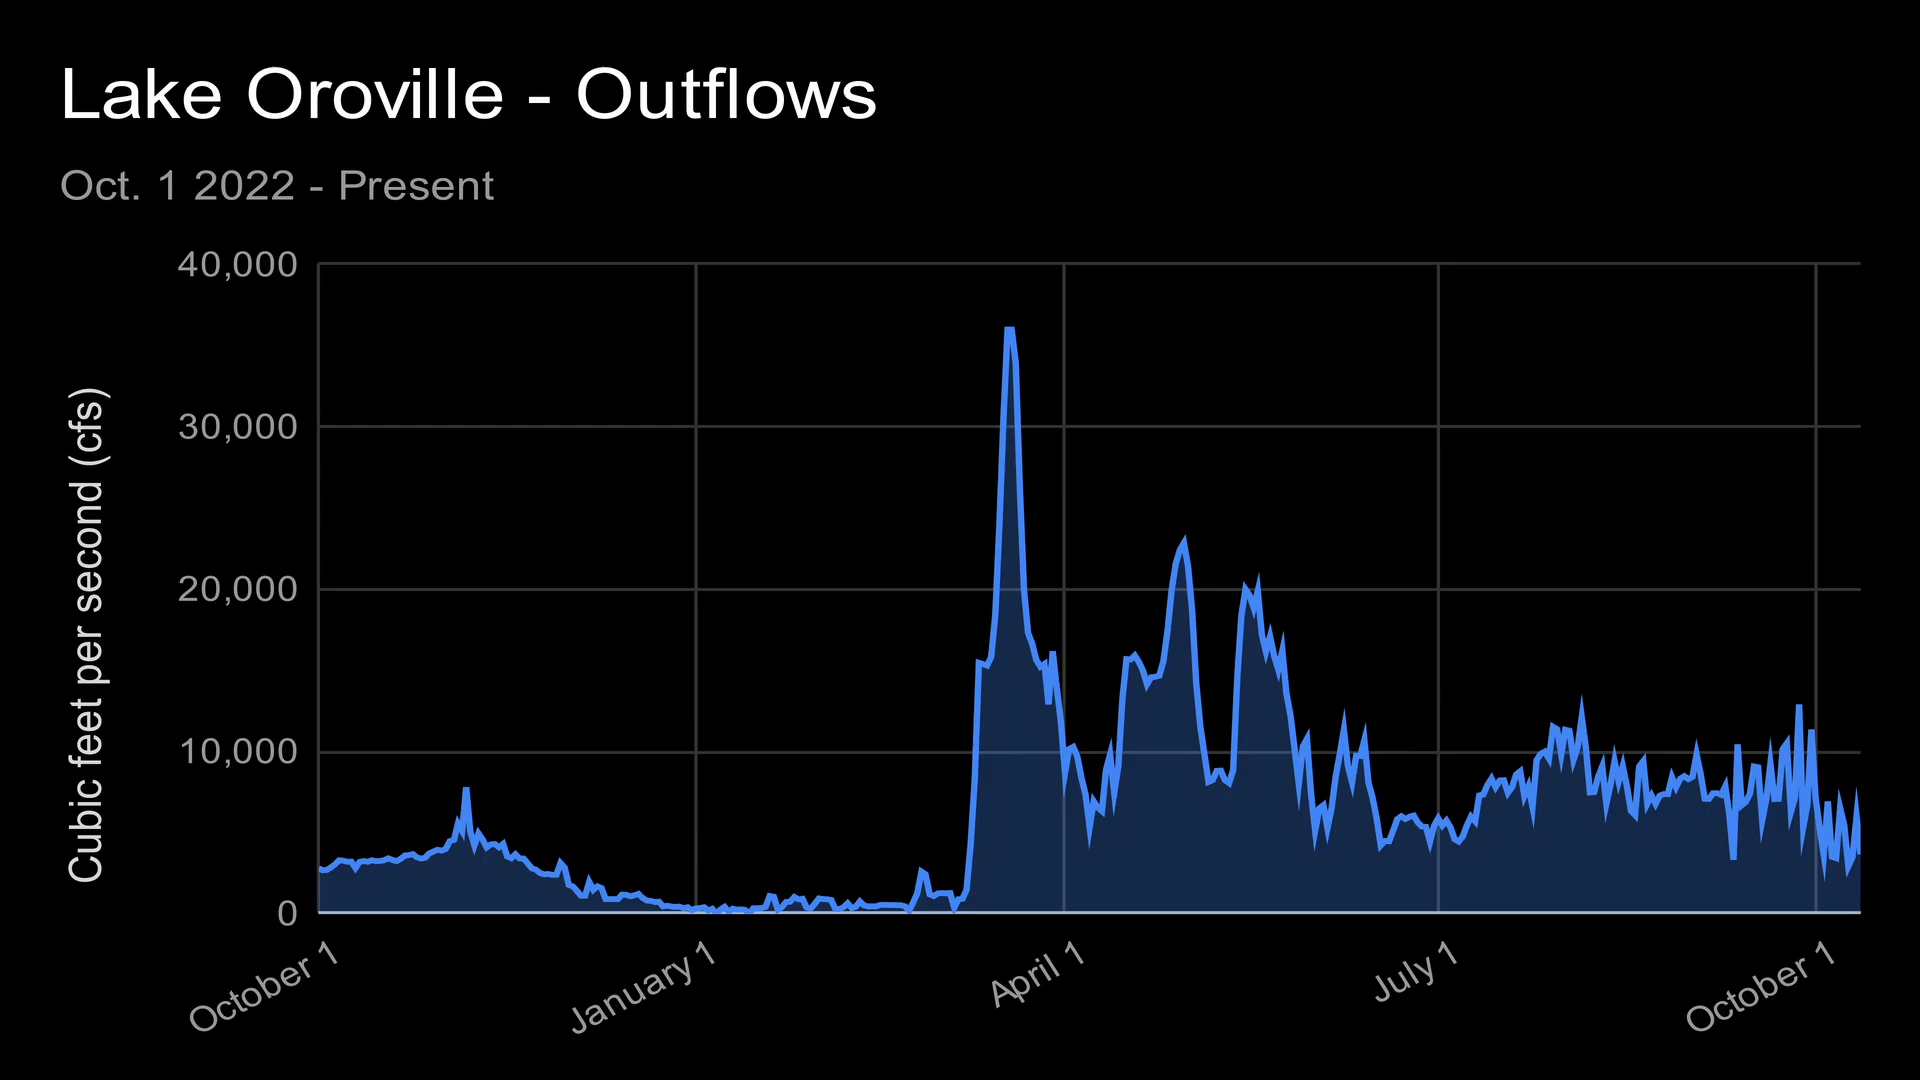 Lake Oroville - Outflows
Oct. 1 2022 - Present
Cubic feet per second (cfs)
40,000
30,000
20,000
10,000
0
October 1
January 1
April 1
July 1
October 1